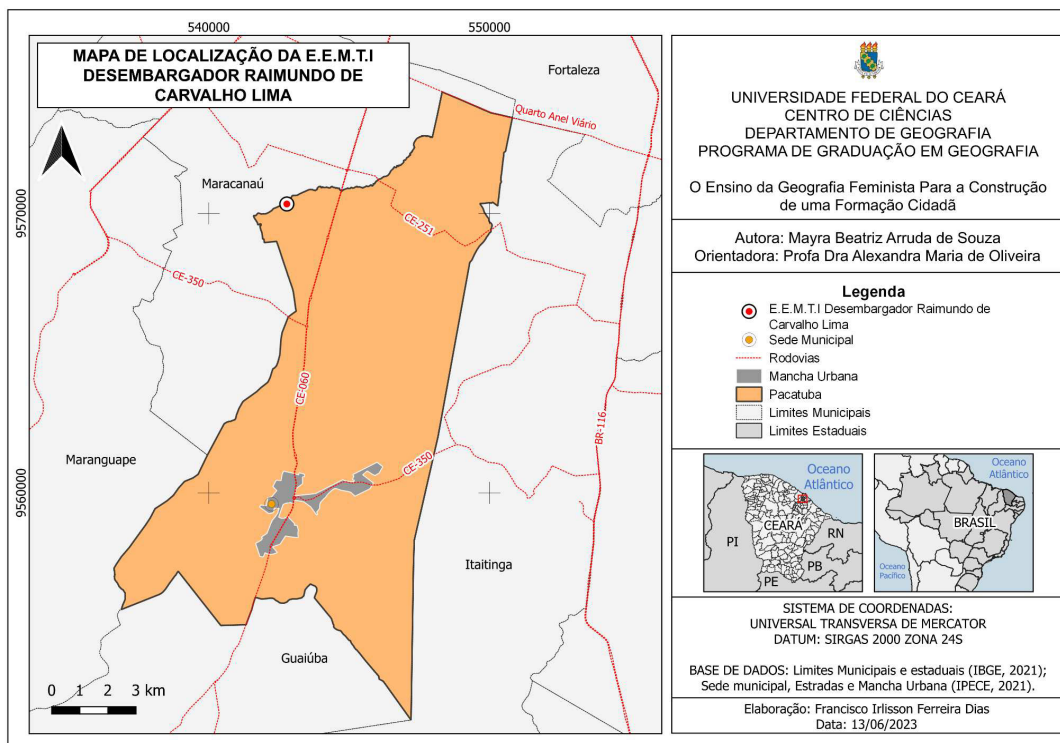 540000
550000
MAPA DE LOCALIZAÇÃO DA E.E.M.T.I
DESEMBARGADOR RAIMUNDO DE
CARVALHO LIMA
Fortaleza
Quarto Anel Viário
Maracanaú
9570000
CE-251
CE-350
CE-060
BR-116
Maranguape
CE-350
9560000
Itaitinga
Guaiúba
0 1 2 3 km
UNIVERSIDADE FEDERAL DO CEARÁ
CENTRO DE CIÊNCIAS
DEPARTAMENTO DE GEOGRAFIA
PROGRAMA DE GRADUAÇÃO EM GEOGRAFIA
O Ensino da Geografia Feminista Para a Construção
de uma Formação Cidadã
Autora: Mayra Beatriz Arruda de Souza
Orientadora: Profa Dra Alexandra Maria de Oliveira
Legenda
E.E.M.T.I Desembargador Raimundo de
Carvalho Lima
Sede Municipal
Rodovias
Mancha Urbana
Pacatuba
Limites Municipais
Limites Estaduais
Oceano
Atlântico
CEARÁ
PI
RN
PB
PE
Oceano
Atlântico
BRASIL
Oceano
Pacífico
SISTEMA DE COORDENADAS:
UNIVERSAL TRANSVERSA DE MERCATOR
DATUM: SIRGAS 2000 ZONA 24S
BASE DE DADOS: Limites Municipais e estaduais (IBGE, 2021);
Sede municipal, Estradas e Mancha Urbana (IPECE, 2021).
Elaboração: Francisco Irlisson Ferreira Dias
Data: 13/06/2023